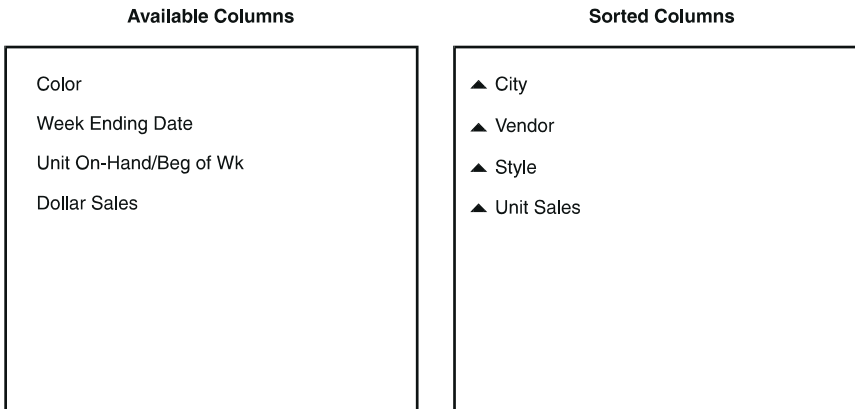 Available Columns
Color
Week Ending Date
Unit On-Hand/Beg of Wk
Dollar Sales
Sorted Columns
City
Vendor
Style
Unit Sales